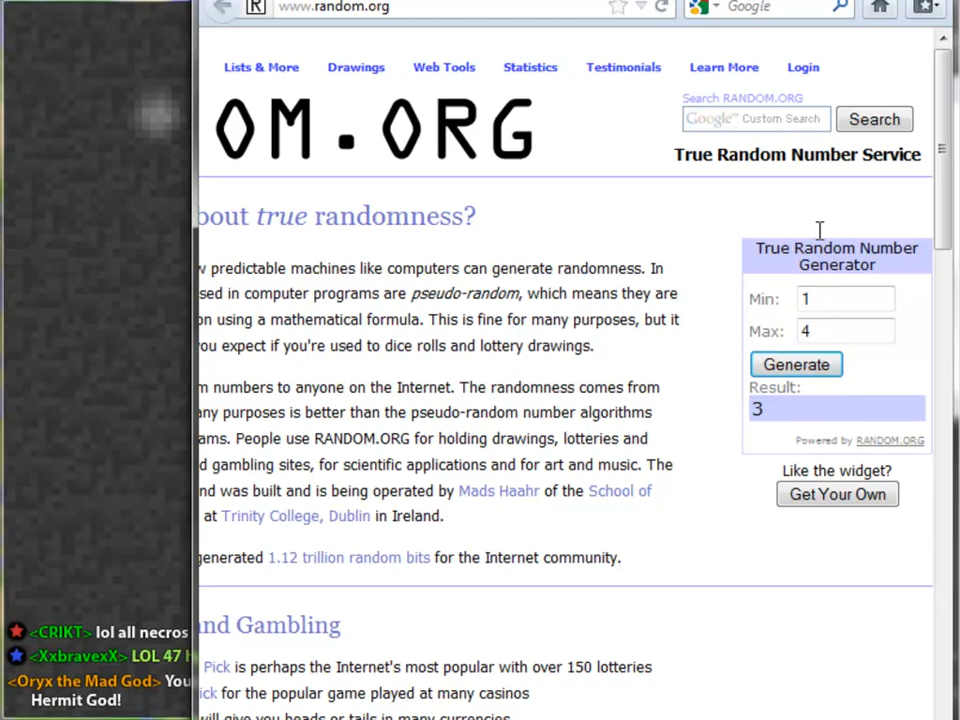 R www.random.org
Google
Lists & More Drawings Web Tools Statistics Testimonials Learn More Login
Search RANDOM.ORG
Google™ Custom Search Search
OM.ORG
True Random Number Service
bout true randomness?
True Random Number
Generator
Min: 1
Max: 4
Generate
Result:
3
Powered by RANDOM.ORG
Like the widget?
Get Your Own
w predictable machines like computers can generate randomness. In
sed in computer programs are pseudo-random, which means they are
on using a mathematical formula. This is fine for many purposes, but it
you expect if you're used to dice rolls and lottery drawings.
m numbers to anyone on the Internet. The randomness comes from
any purposes is better than the pseudo-random number algorithms
ams. People use RANDOM.ORG for holding drawings, lotteries and
d gambling sites, for scientific applications and for art and music. The
nd was built and is being operated by Mads Haahr of the School of
at Trinity College, Dublin in Ireland.
generated 1.12 trillion random bits for the Internet community.
nd Gambling
Pick is perhaps the Internet's most popular with over 150 lotteries
ick for the popular game played at many casinos
will give you heads or tails in many currencies
<CRIKT> lol all necros
<XxbravexX> LOL 47 h
<Oryx the Mad God> You
Hermit God!